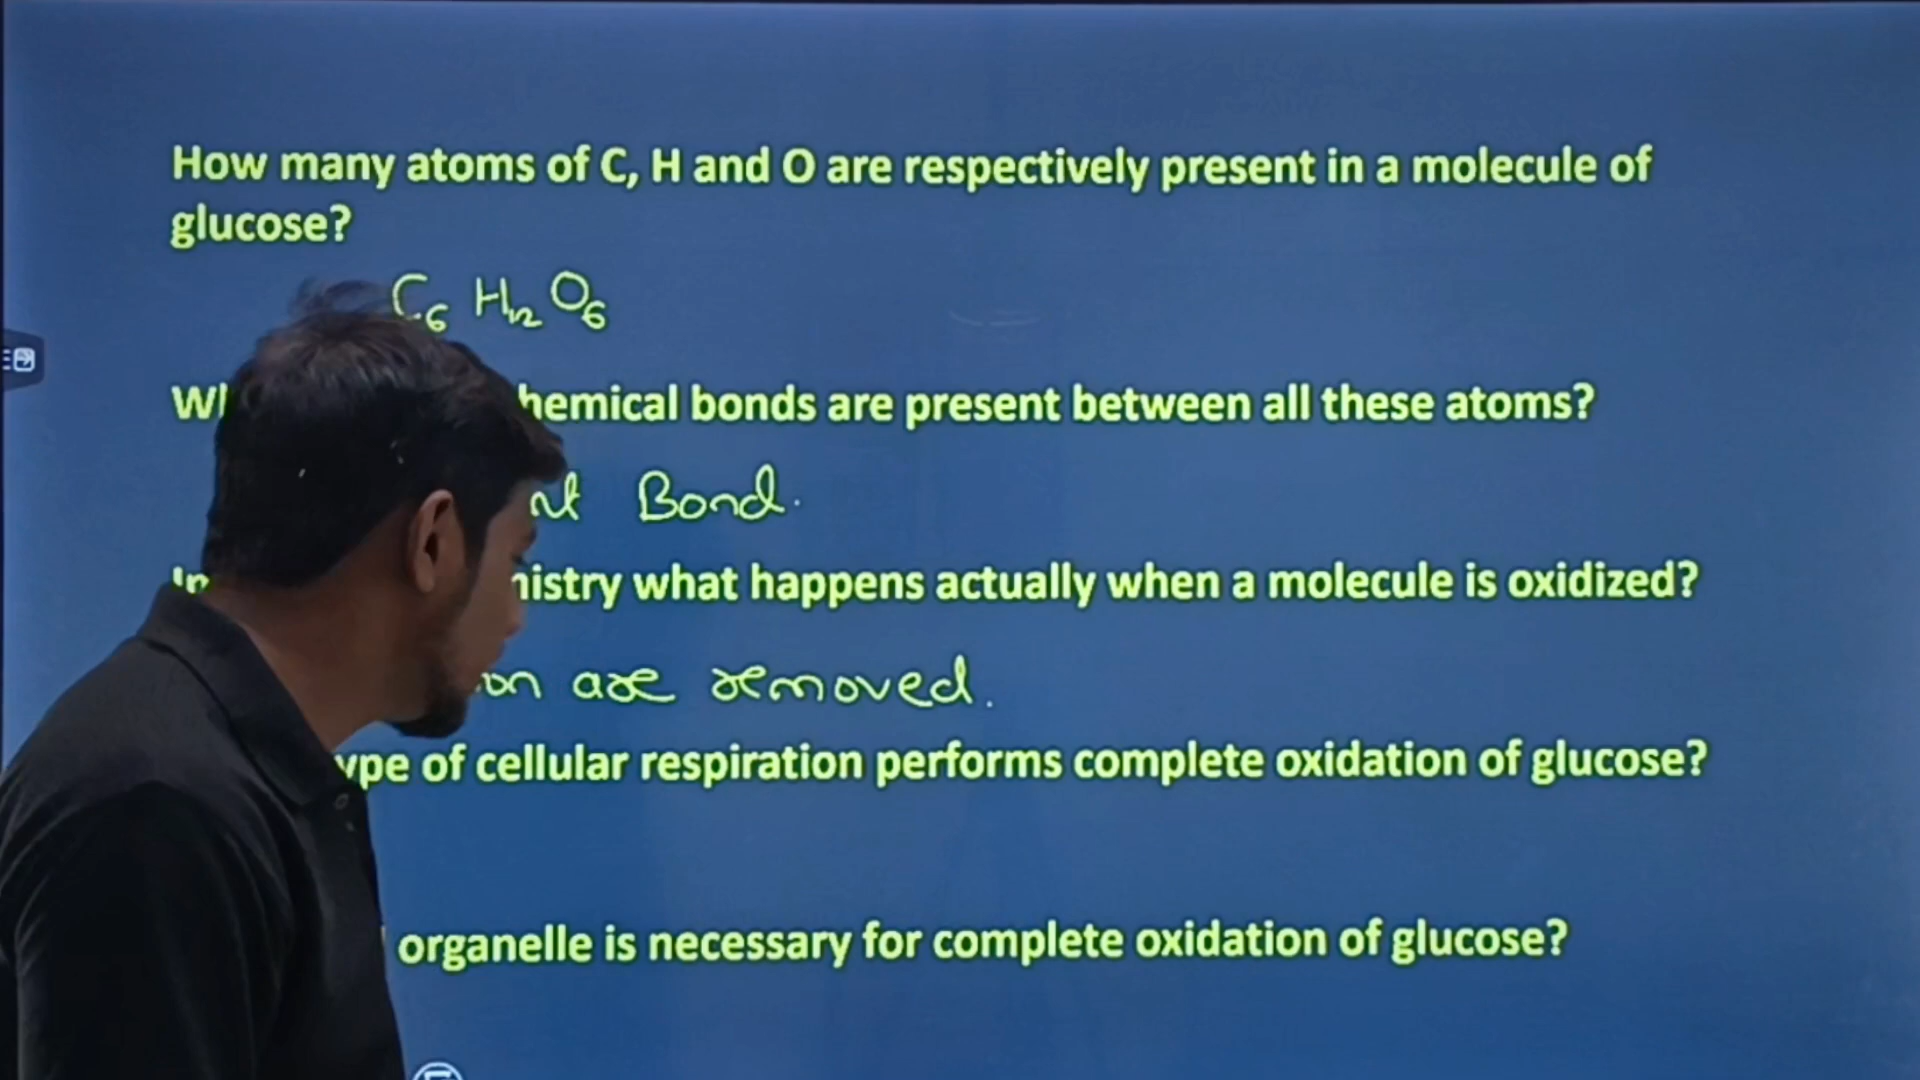 How many atoms of C, H and O are respectively present in a molecule of
glucose?
C6 H12 O6
hemical bonds are present between all these atoms?
nt Bond.
istry what happens actually when a molecule is oxidized?
on are removed.
ype of cellular respiration performs complete oxidation of glucose?
organelle is necessary for complete oxidation of glucose?